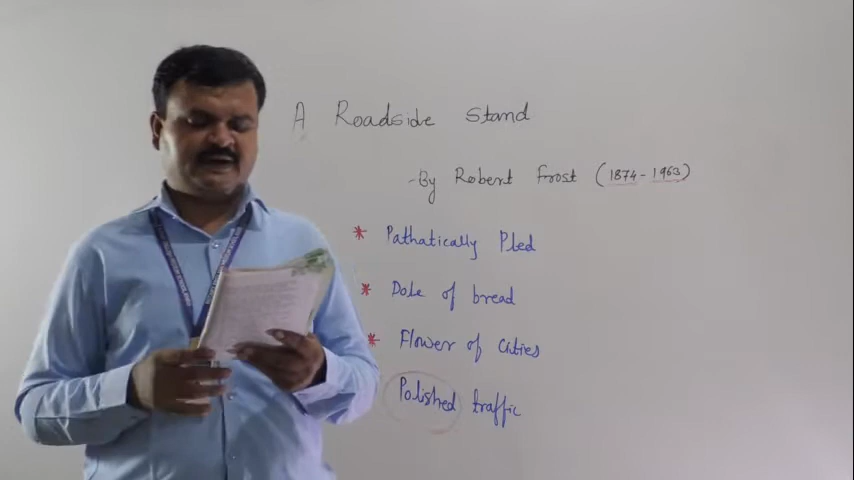 A Roadside Stand
-By Robert Frost (1874-1963)
* Pathatically Pled
* Dole of bread
* Flower of Cities
Polished traffic